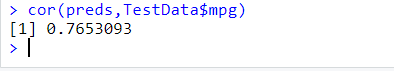 > cor(preds,TestData$mpg)
[1] 0.7653093
>